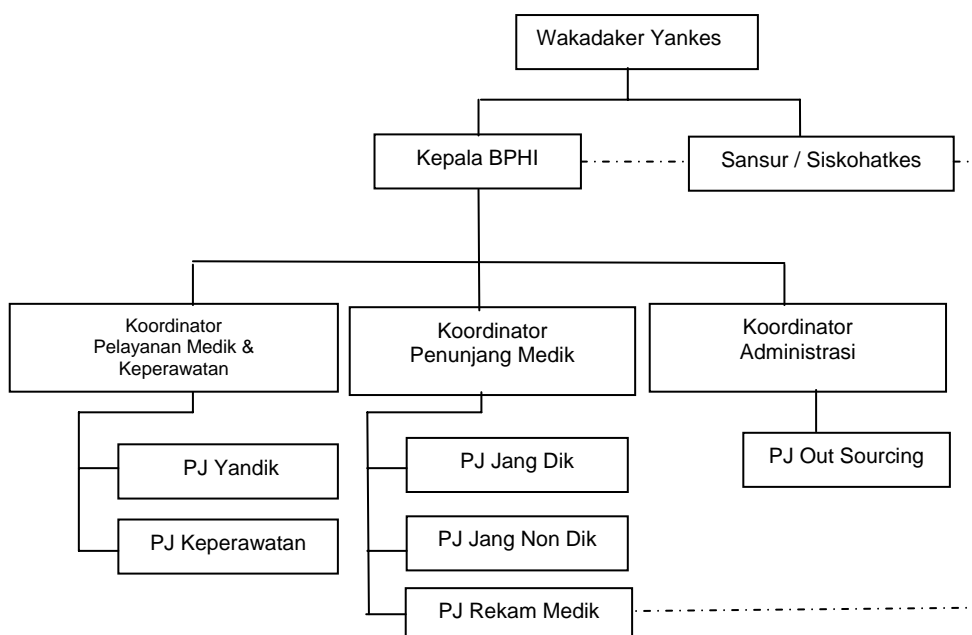 Wakadaker Yankes
Kepala BPHI
Sansur / Siskohatkes
Koordinator
Pelayanan Medik &
Keperawatan
Koordinator
Penunjang Medik
Koordinator
Administrasi
PJ Yandik
PJ Keperawatan
PJ Jang Dik
PJ Jang Non Dik
PJ Rekam Medik
PJ Out Sourcing